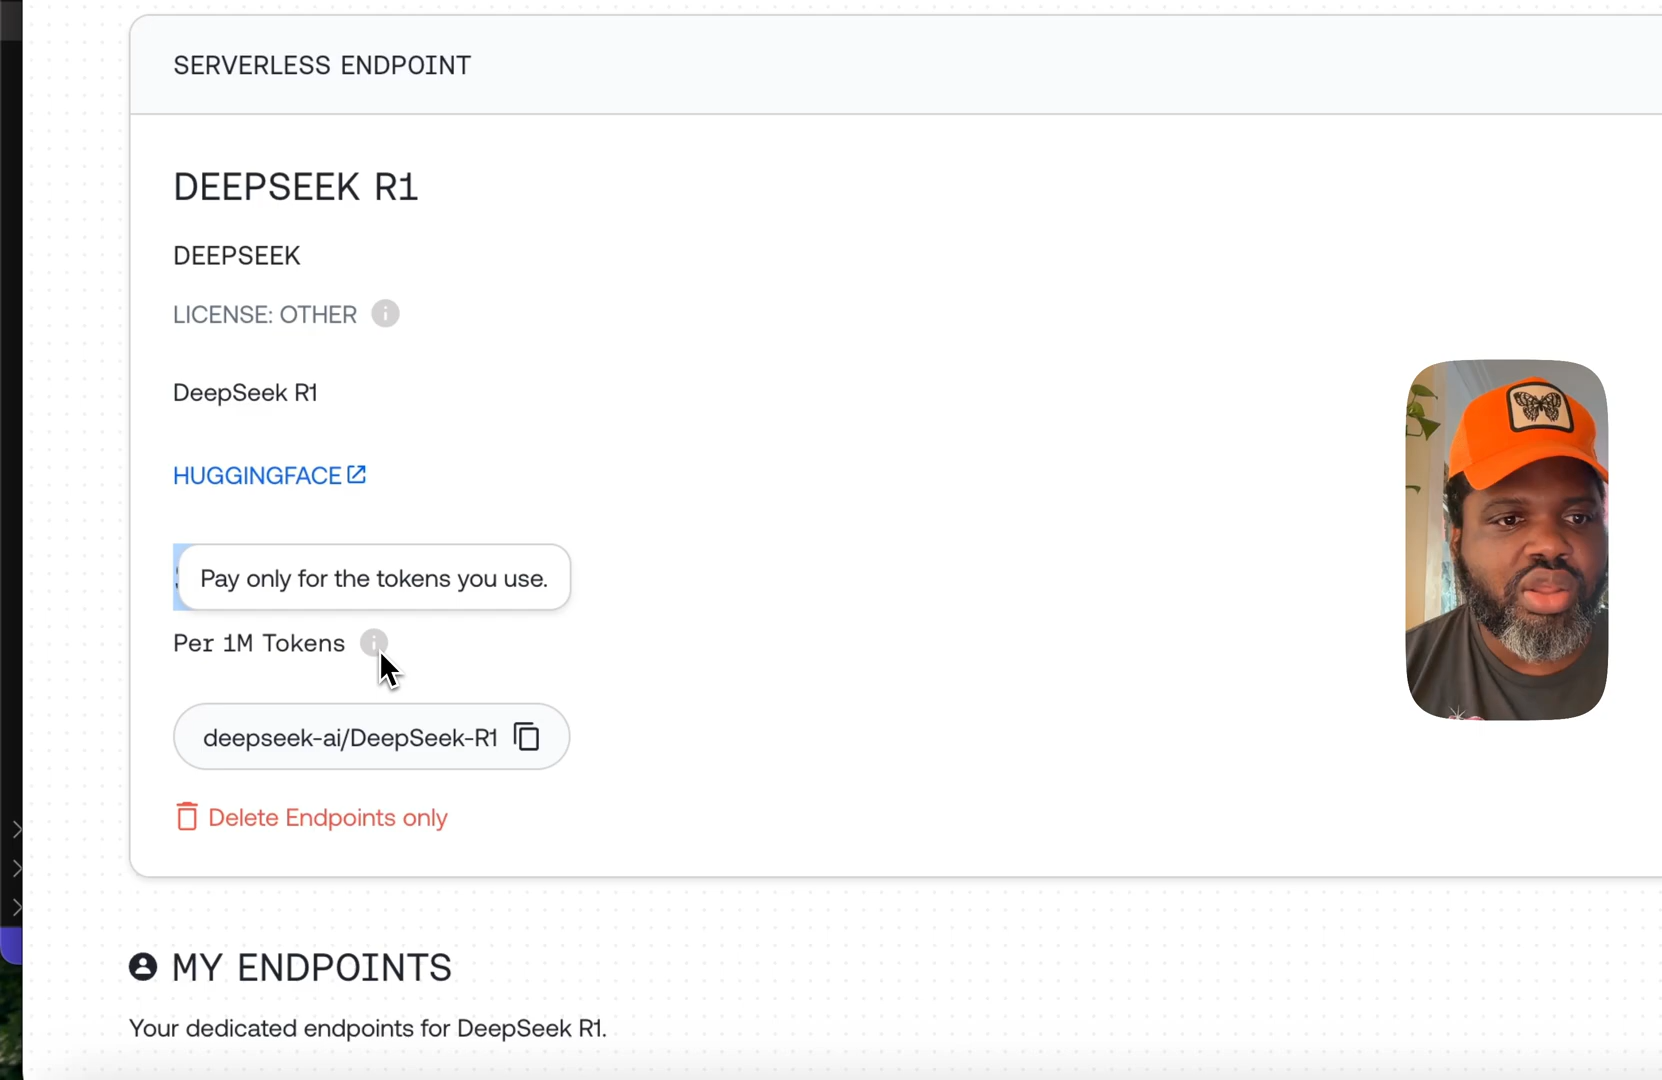 SERVERLESS ENDPOINT
DEEPSEEK R1
DEEPSEEK
LICENSE: OTHER
DeepSeek R1
HUGGINGFACE
Pay only for the tokens you use.
Per 1M Tokens
deepseek-ai/DeepSeek-R1
Delete Endpoints only
MY ENDPOINTS
Your dedicated endpoints for DeepSeek R1.